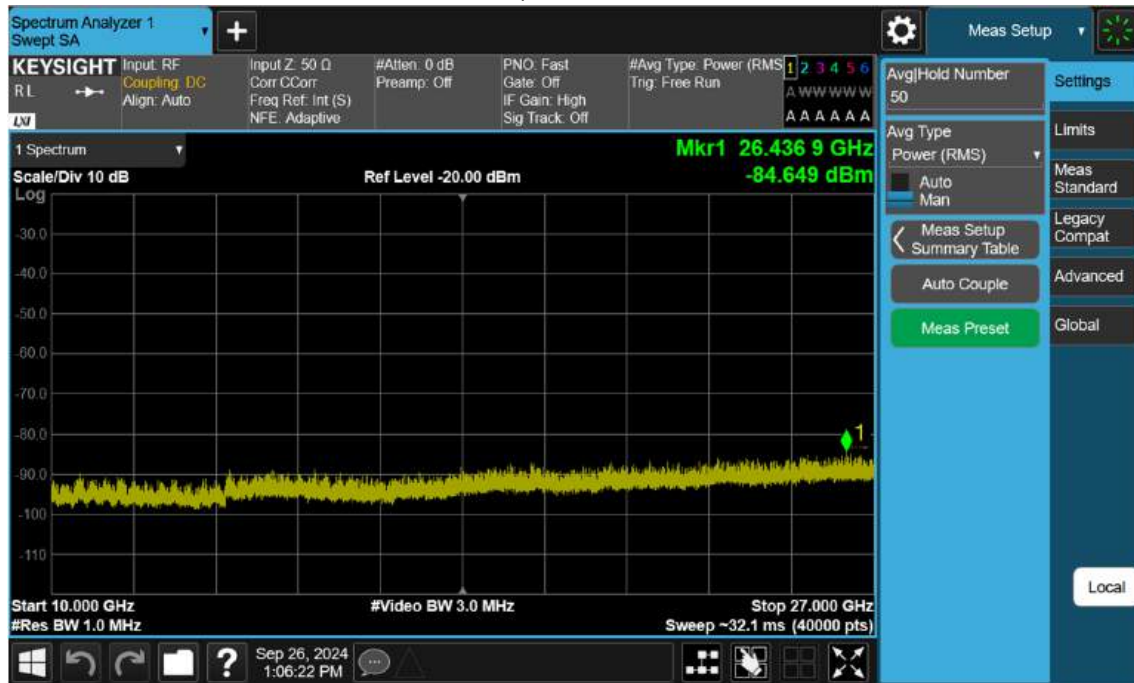 Spectrum Analyzer 1
Swept SA
+
Meas Setup
KEYSIGHT
RL
LXI
Input: RF
Coupling: DC
Align: Auto
Input Z: 50 Ω
Corr CCorr
Freq Ref: Int (S)
NFE: Adaptive
#Atten: 0 dB
Preamp: Off
PNO: Fast
Gate: Off
IF Gain: High
Sig Track: Off
#Avg Type: Power (RMS
Trig: Free Run
1 2 3 4 5 6
A W W W W W
A A A A A A
1 Spectrum
Mkr1 26.436 9 GHz
Scale/Div 10 dB
Ref Level -20.00 dBm
-84.649 dBm
Log
-30.0
-40.0
-50.0
-60.0
-70.0
-80.0
-90.0
-100
-110
1
Start 10.000 GHz
#Video BW 3.0 MHz
Stop 27.000 GHz
#Res BW 1.0 MHz
Sweep ~32.1 ms (40000 pts)
Avg|Hold Number
50
Avg Type
Power (RMS)
Auto
Man
Meas Setup
Summary Table
Auto Couple
Meas Preset
Settings
Limits
Meas
Standard
Legacy
Compat
Advanced
Global
Local
?
Sep 26, 2024
1:06:22 PM